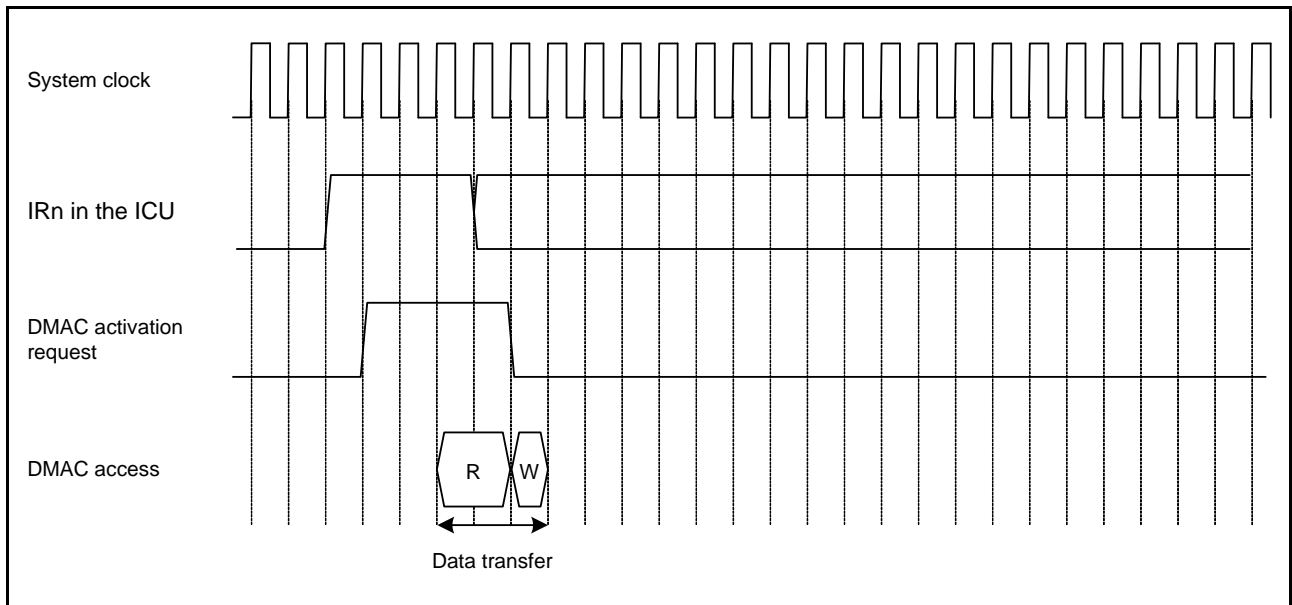 System clock
IRn in the ICU
DMAC activation
request
DMAC access
R
W
Data transfer